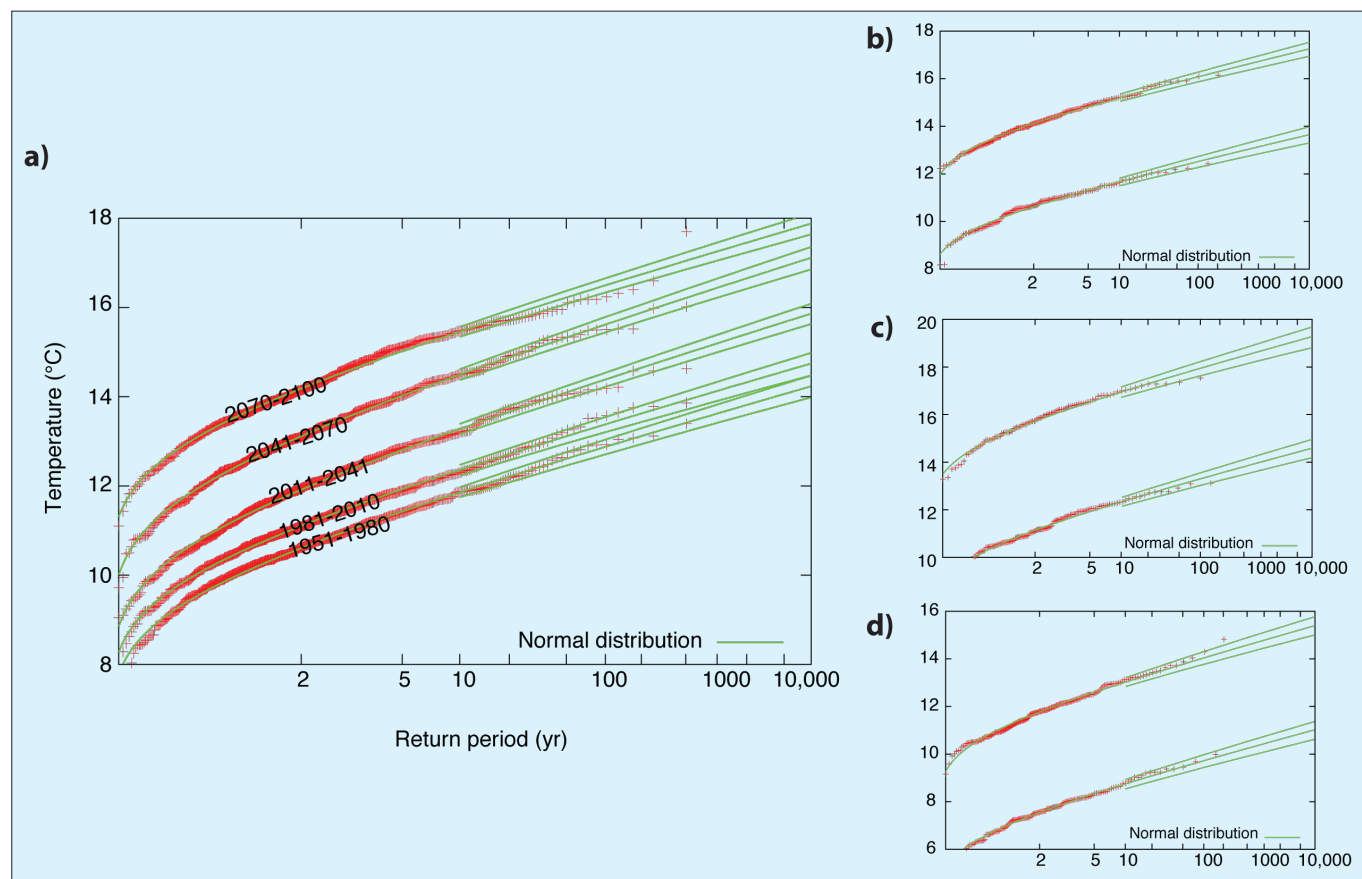 a)
18
16
14
12
10
8
Temperature (°C)
2070-2100
2041-2070
2011-2041
1981-2010
1951-1980
Normal distribution
2 5 10 100 1000 10,000
Return period (yr)
b)
18
16
14
12
10
8
Normal distribution
2 5 10 100 1000 10,000
c)
20
18
16
14
12
10
Normal distribution
2 5 10 100 1000 10,000
d)
16
14
12
10
8
6
Normal distribution
2 5 10 100 1000 10,000